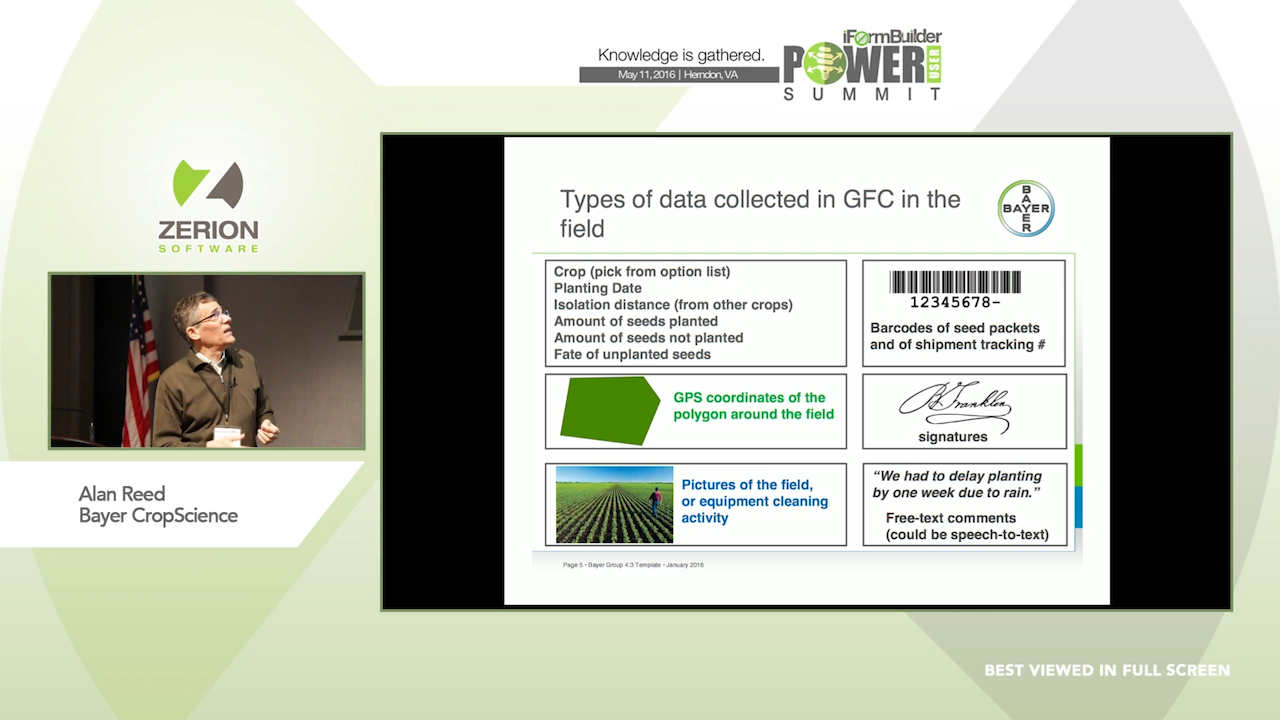 Knowledge is gathered.
May 11, 2016 | Herndon, VA
iFormBuilder
POWER
USER
SUMMIT
ZERION
SOFTWARE
Alan Reed
Bayer CropScience
Types of data collected in GFC in the
field
BAYER
BAYER
Crop (pick from option list)
Planting Date
Isolation distance (from other crops)
Amount of seeds planted
Amount of seeds not planted
Fate of unplanted seeds
12345678-
Barcodes of seed packets
and of shipment tracking #
GPS coordinates of the
polygon around the field
B Franklin
signatures
Pictures of the field,
or equipment cleaning
activity
“We had to delay planting
by one week due to rain.”
Free-text comments
(could be speech-to-text)
Page 5 • Bayer Group 4:3 Template • January 2016
BEST VIEWED IN FULL SCREEN